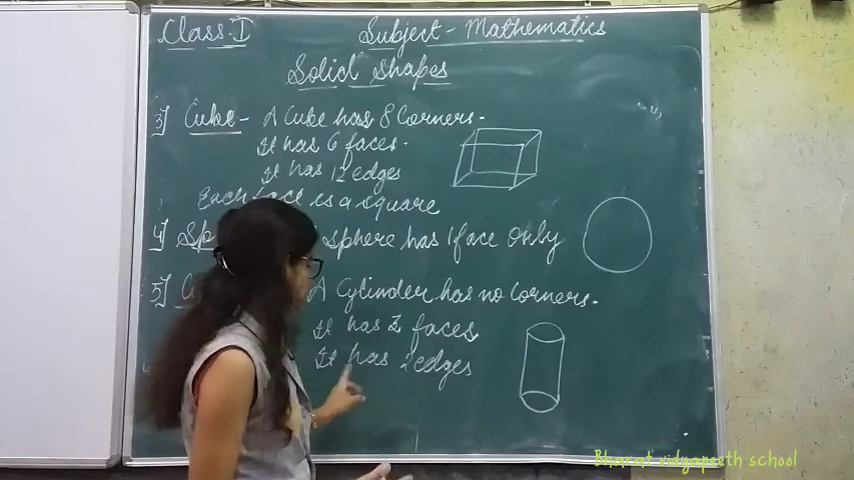 Class:I Subject - Mathematics
Solid shapes
3] Cube - A Cube has 8 Corners.
It has 6 faces.
It has 12 edges
Each face is a square
4] sphere has 1 face only
5] A Cylinder has no Corners.
It has faces
It has 2 edges
Bharat vidyapeeth school